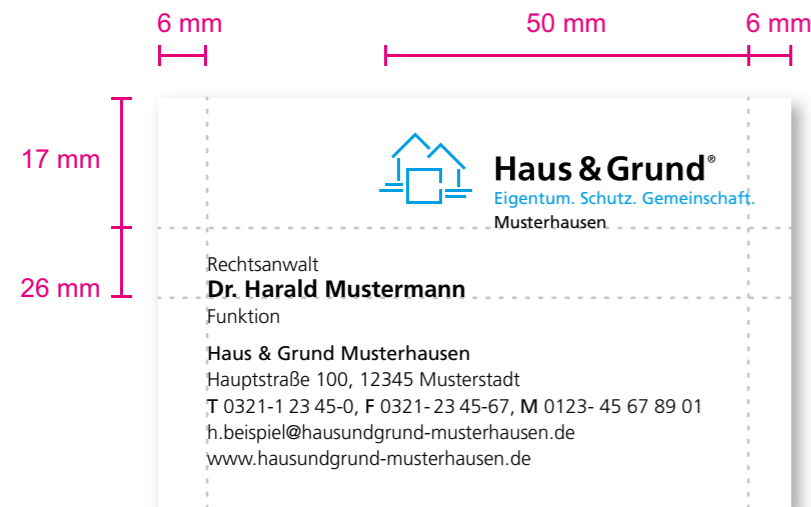 6 mm 50 mm 6 mm
17 mm
Haus & Grund®
Eigentum. Schutz. Gemeinschaft.
Musterhausen
26 mm
Rechtsanwalt
Dr. Harald Mustermann
Funktion
Haus & Grund Musterhausen
Hauptstraße 100, 12345 Musterstadt
T 0321-1 23 45-0, F 0321-23 45-67, M 0123- 45 67 89 01
h.beispiel@hausundgrund-musterhausen.de
www.hausundgrund-musterhausen.de